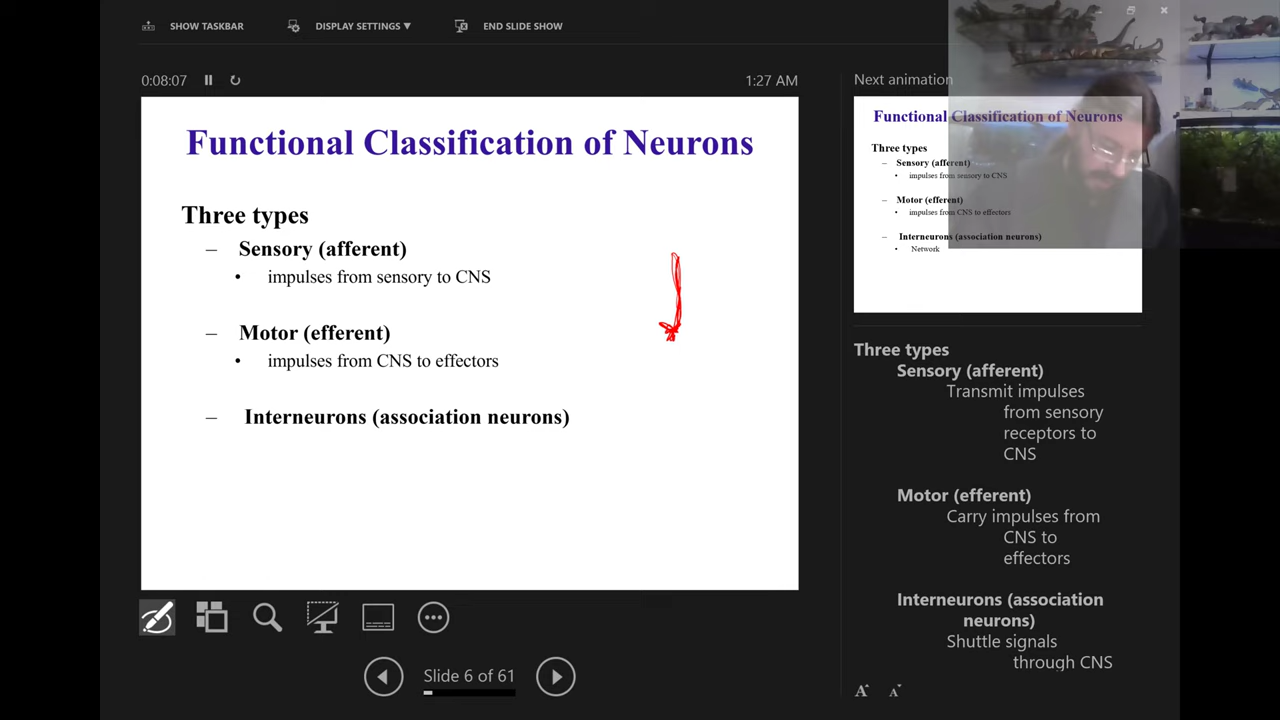 SHOW TASKBAR
DISPLAY SETTINGS ▼
END SLIDE SHOW
0:08:07
1:27 AM
Functional Classification of Neurons
Three types
– Sensory (afferent)
• impulses from sensory to CNS
– Motor (efferent)
• impulses from CNS to effectors
– Interneurons (association neurons)
Slide 6 of 61
Next animation
Functional Classification of Neurons
Three types
– Sensory (afferent)
• impulses from sensory to CNS
– Motor (efferent)
• impulses from CNS to effectors
– Interneurons (association neurons)
• Network
Three types
Sensory (afferent)
Transmit impulses
from sensory
receptors to
CNS
Motor (efferent)
Carry impulses from
CNS to
effectors
Interneurons (association
neurons)
Shuttle signals
through CNS
A A